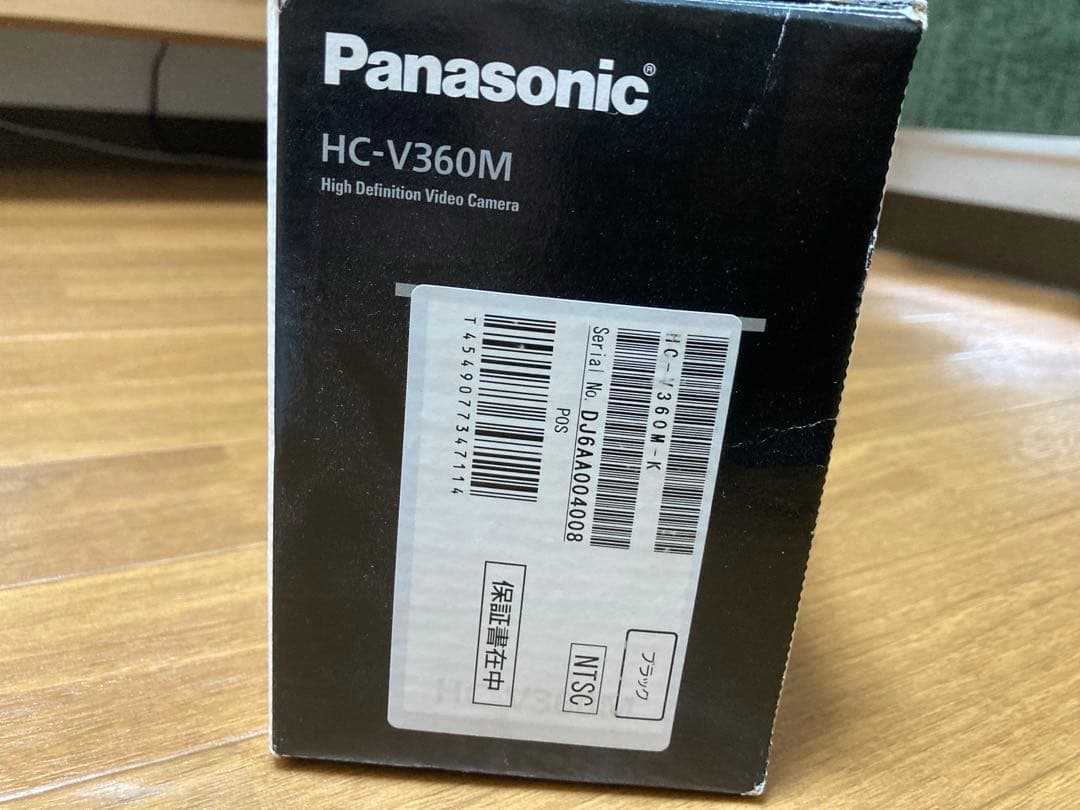 Panasonic®
HC-V360M
High Definition Video Camera
HC-V360M-K
Serial No. DJ6AA004008
POS
T4549077347114
ブラック
NTSC
保証書在中